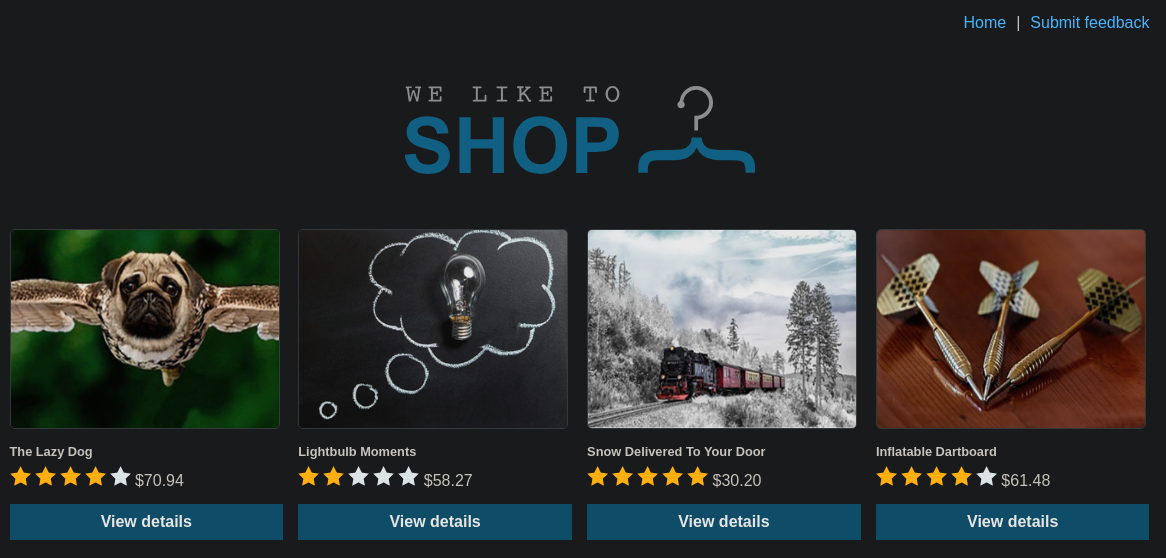 Home | Submit feedback
WE LIKE TO
SHOP
The Lazy Dog
$70.94
View details
Lightbulb Moments
$58.27
View details
Snow Delivered To Your Door
$30.20
View details
Inflatable Dartboard
$61.48
View details